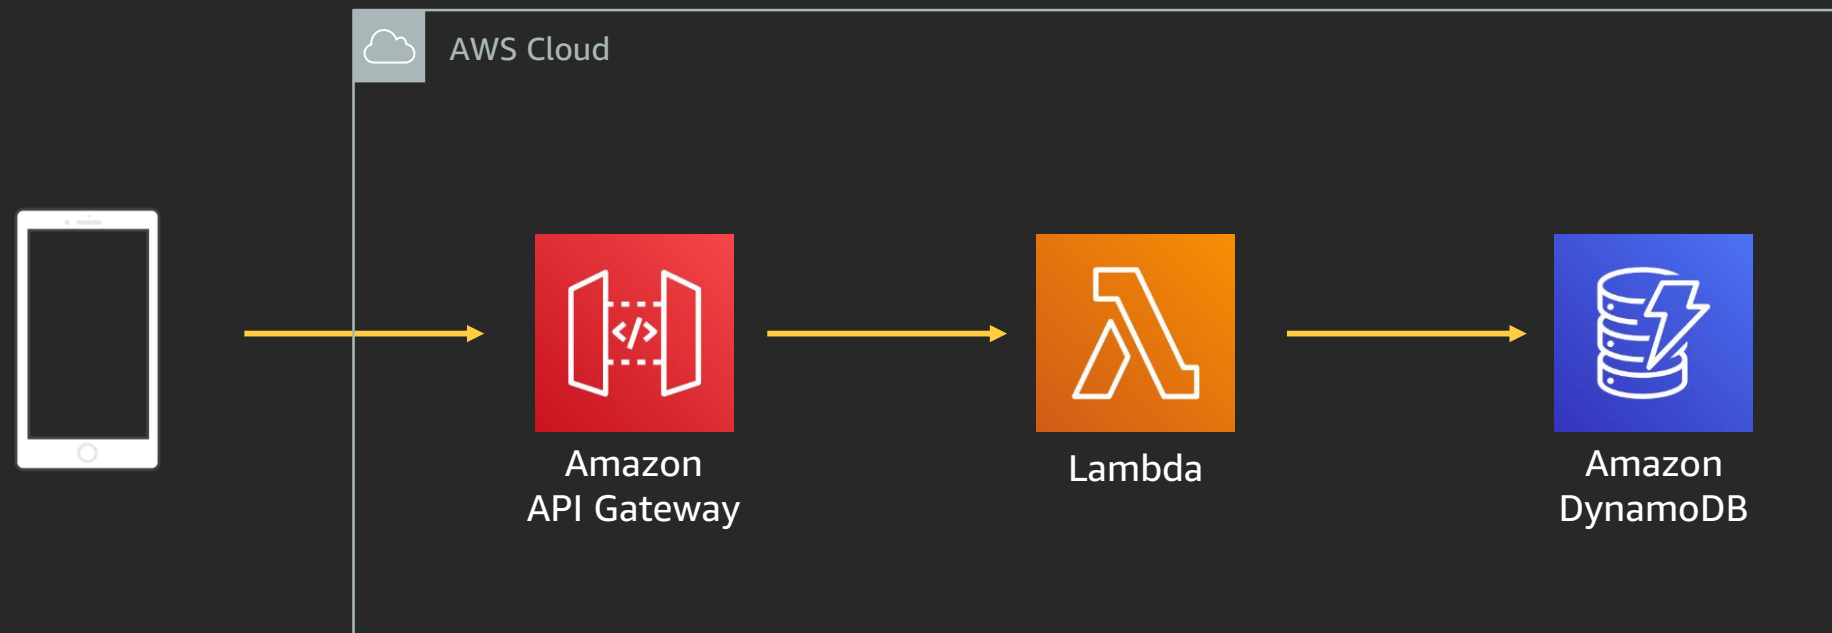 AWS Cloud
</>
Amazon
API Gateway
Lambda
Amazon
DynamoDB